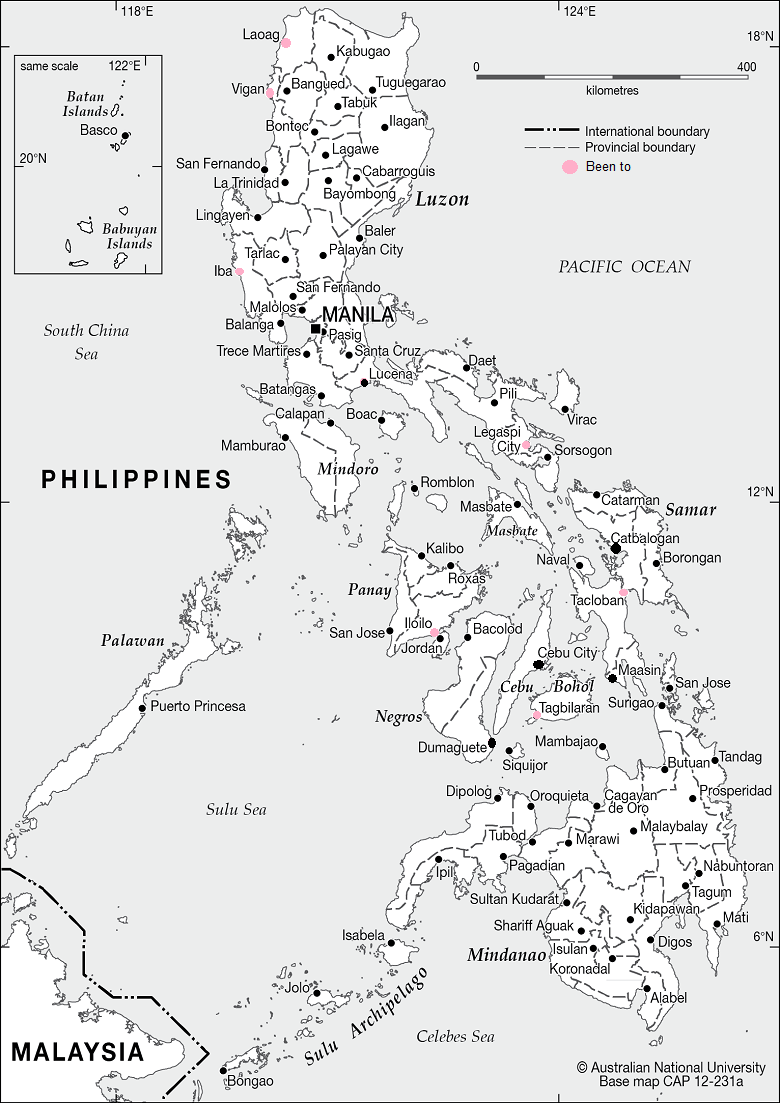 118°E
124°E
18°N
Laoag
Kabugao
same scale
122°E
0
400
kilometres
Vigan
Bangued
Tuguegarao
Tabuk
Batan
Islands
Basco
Bontoc
Ilagan
International boundary
Provincial boundary
Been to
20°N
Lagawe
San Fernando
Cabarroguis
La Trinidad
Bayombong
Luzon
Lingayen
Babuyan
Islands
Baler
Tarlac
Palayan City
Iba
PACIFIC OCEAN
San Fernando
Malolos
MANILA
South China
Sea
Balanga
Pasig
Trece Martires
Santa Cruz
Daet
Lucena
Batangas
Pili
Calapan
Boac
Virac
Legaspi
City
Mamburao
Sorsogon
Mindoro
PHILIPPINES
Romblon
12°N
Catarman
Masbate
Samar
Masbate
Catbalogan
Kalibo
Naval
Borongan
Roxas
Panay
Tacloban
Iloilo
San Jose
Bacolod
Palawan
Jordan
Cebu City
Maasin
Cebu
Bohol
San Jose
Puerto Princesa
Tagbilaran
Surigao
Negros
Dumaguete
Mambajao
Siquijor
Tandag
Butuan
Dipolog
Oroquieta
Cagayan
de Oro
Prosperidad
Sulu Sea
Malaybalay
Tubod
Marawi
Pagadian
Ipil
Nabuntoran
Tagum
Sultan Kudarat
Kidapawan
Mati
Shariff Aguak
Isabela
Digos
6°N
Mindanao
Isulan
Koronadal
Jolo
Alabel
Sulu Archipelago
Celebes Sea
MALAYSIA
Bongao
© Australian National University
Base map CAP 12-231a